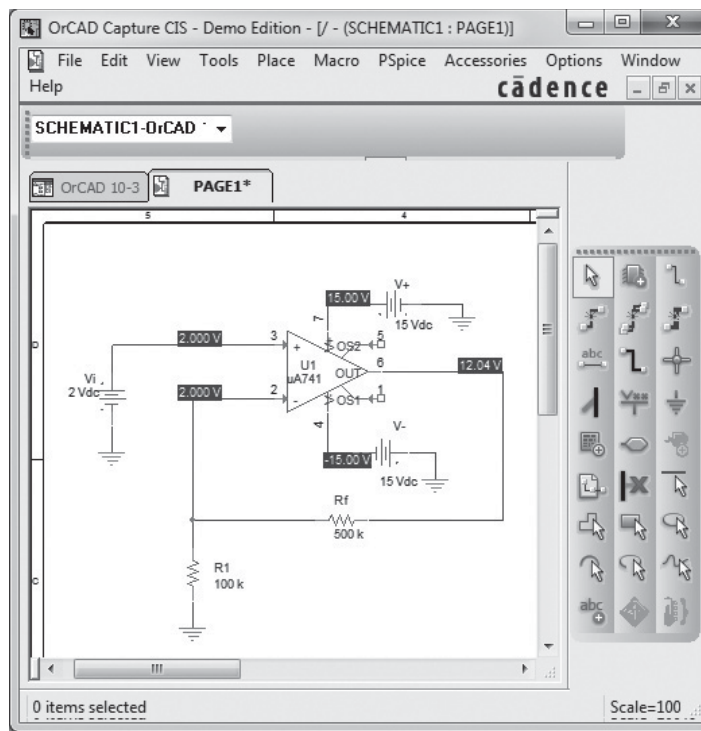 OrCAD Capture CIS - Demo Edition - [/ - (SCHEMATIC1 : PAGE1)]
File Edit View Tools Place Macro PSpice Accessories Options Window
Help
cādence
SCHEMATIC1-OrCAD
OrCAD 10-3
PAGE1*
5 4
D
C
V+
15.00 V
15 Vdc
7
5
OS2
2.000 V
3
+
U1
uA741
OUT
6
12.04 V
Vi
2 Vdc
2.000 V
2
-
OS1
1
4
V-
-15.00 V
15 Vdc
Rf
500 k
R1
100 k
abc
abc
0 items selected
Scale=100